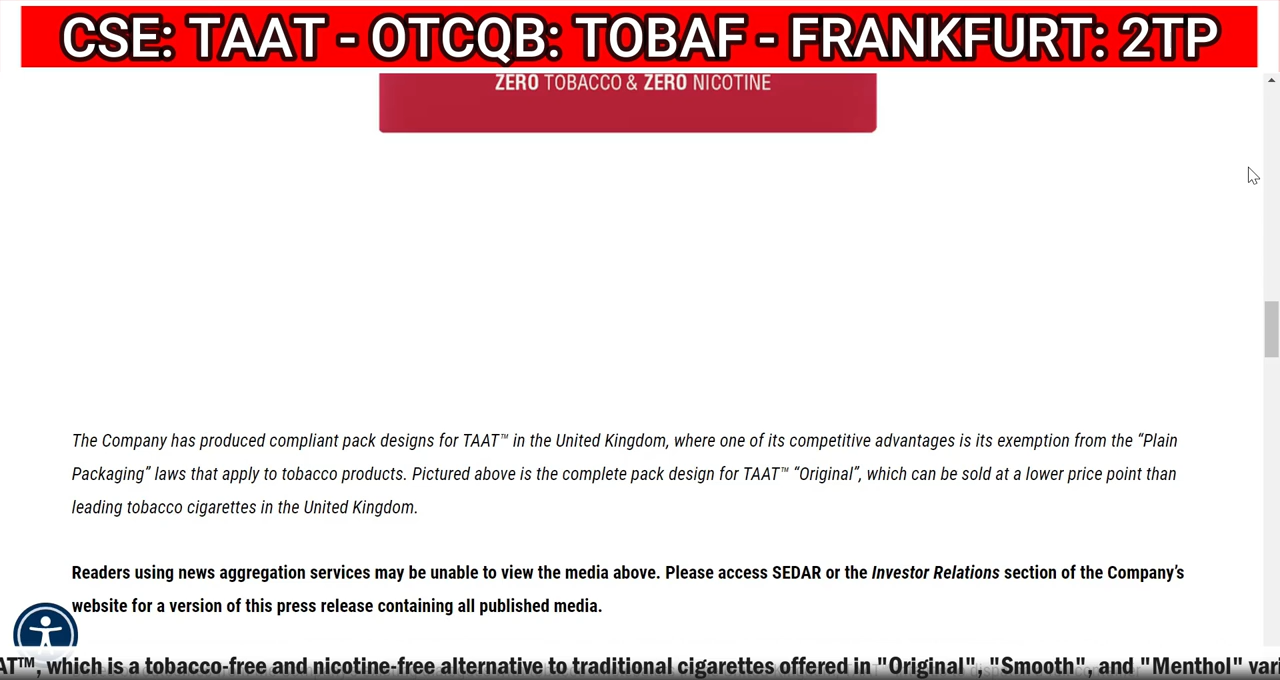 CSE: TAAT - OTCQB: TOBAF - FRANKFURT: 2TP
ZERO TOBACCO & ZERO NICOTINE
The Company has produced compliant pack designs for TAAT™ in the United Kingdom, where one of its competitive advantages is its exemption from the “Plain
Packaging” laws that apply to tobacco products. Pictured above is the complete pack design for TAAT™ “Original”, which can be sold at a lower price point than
leading tobacco cigarettes in the United Kingdom.
Readers using news aggregation services may be unable to view the media above. Please access SEDAR or the Investor Relations section of the Company’s
website for a version of this press release containing all published media.
AT™, which is a tobacco-free and nicotine-free alternative to traditional cigarettes offered in "Original", "Smooth", and "Menthol" vari